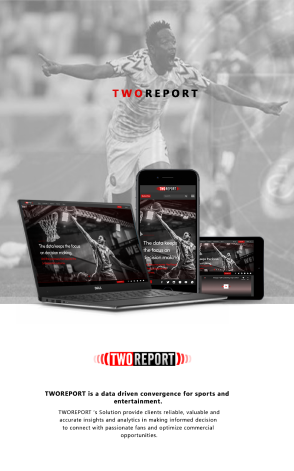 TWOREPORT
TWOREPORT
The data keeps the focus
on decision making.
The data keeps
the focus on
decision making.
DELL
TWOREPORT
TWOREPORT is a data driven convergence for sports and
entertainment.
TWOREPORT 's Solution provide clients reliable, valuable and
accurate insights and analytics in making informed decision
to connect with passionate fans and optimize commercial
opportunities.